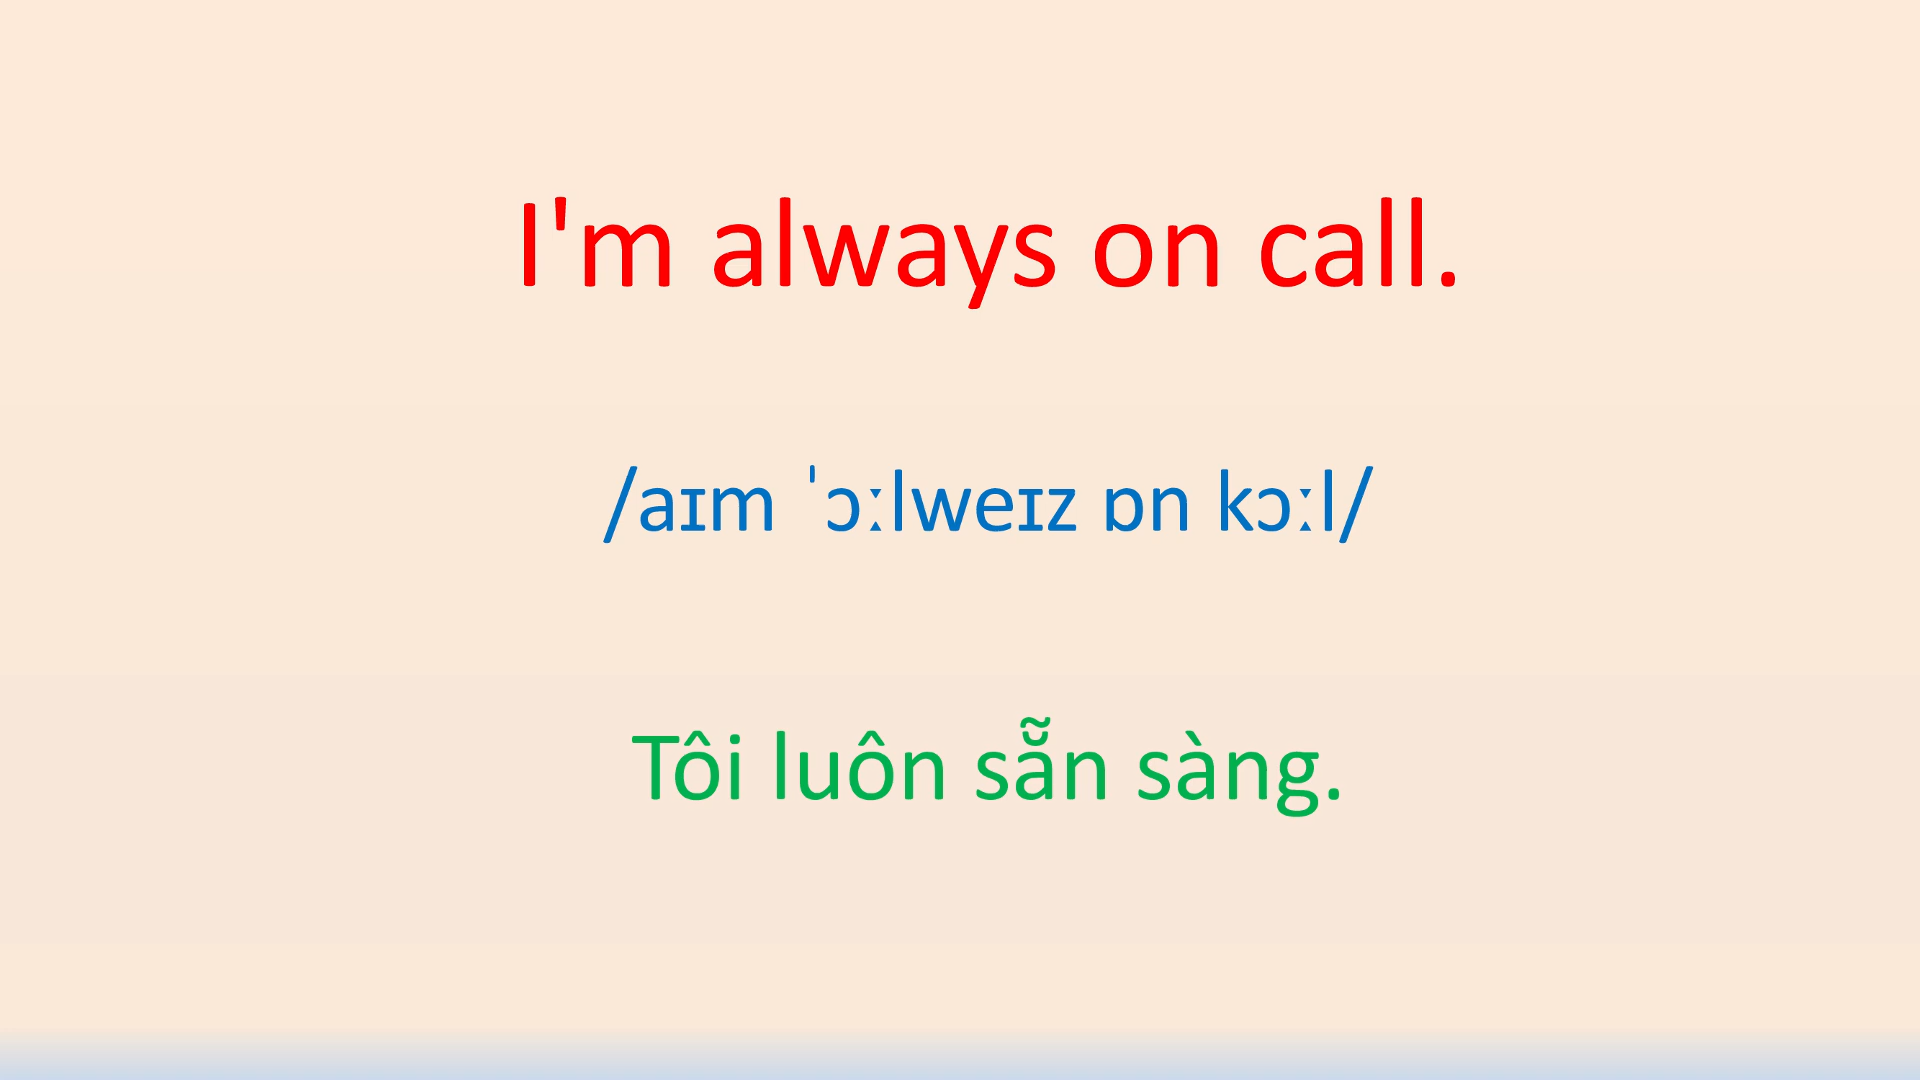 I'm always on call.
/aɪm ˈɔːlweɪz ɒn kɔːl/
Tôi luôn sẵn sàng.